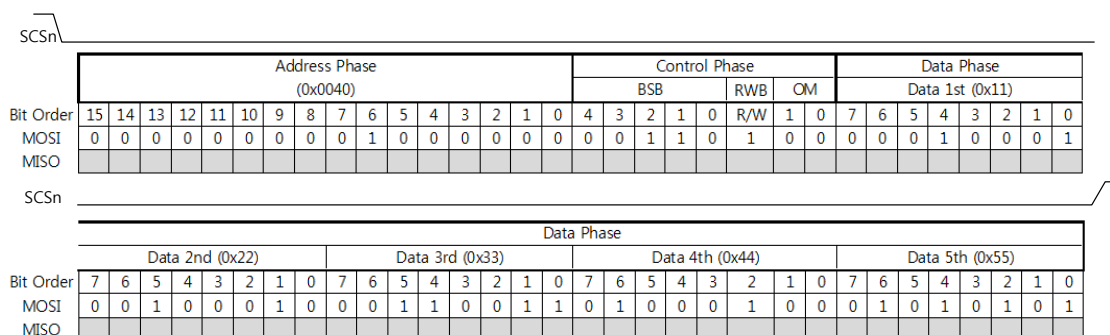 SCSn
Address Phase Control Phase Data Phase
(0x0040) BSB RWB OM Data 1st (0x11)
Bit Order 15 14 13 12 11 10 9 8 7 6 5 4 3 2 1 0 4 3 2 1 0 R/W 1 0 7 6 5 4 3 2 1 0
MOSI 0 0 0 0 0 0 0 0 0 1 0 0 0 0 0 0 0 0 1 1 0 1 0 0 0 0 0 1 0 0 0 1
MISO
SCSn
Data Phase
Data 2nd (0x22) Data 3rd (0x33) Data 4th (0x44) Data 5th (0x55)
Bit Order 7 6 5 4 3 2 1 0 7 6 5 4 3 2 1 0 7 6 5 4 3 2 1 0 7 6 5 4 3 2 1 0
MOSI 0 0 1 0 0 0 1 0 0 0 1 1 0 0 1 1 0 1 0 0 0 1 0 0 0 1 0 1 0 1 0 1
MISO